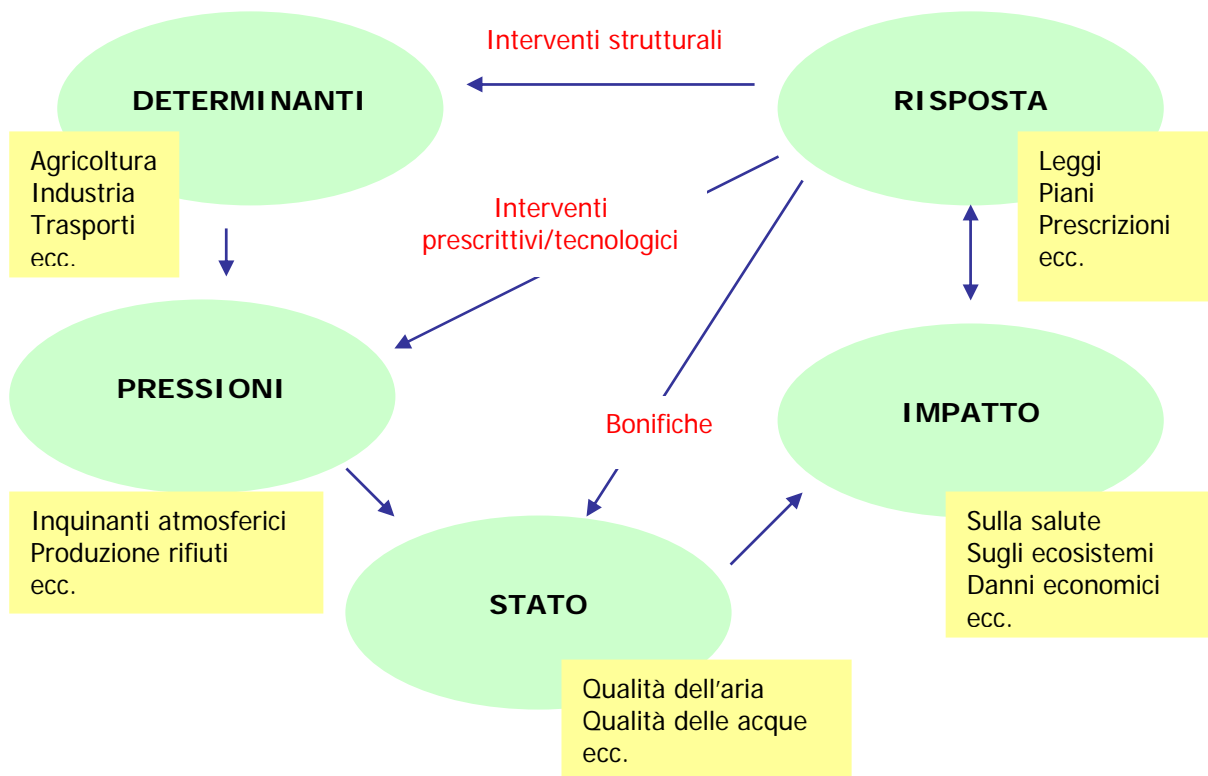 Interventi strutturali
DETERMINANTI
RISPOSTA
Agricoltura
Industria
Trasporti
ecc.
Leggi
Piani
Prescrizioni
ecc.
Interventi
prescrittivi/tecnologici
PRESSIONI
IMPATTO
Bonifiche
Inquinanti atmosferici
Produzione rifiuti
ecc.
Sulla salute
Sugli ecosistemi
Danni economici
ecc.
STATO
Qualità dell'aria
Qualità delle acque
ecc.